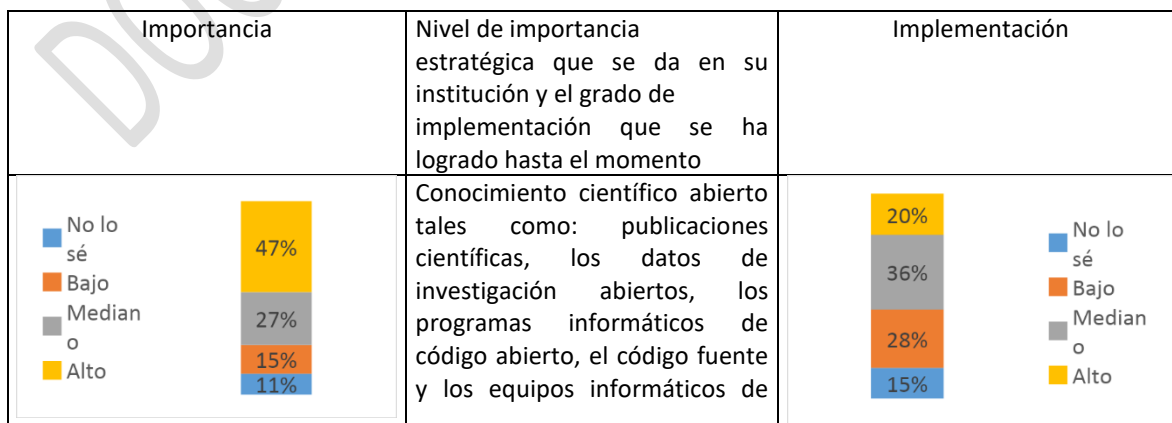 Importancia
Nivel de importancia
estratégica que se da en su
institución y el grado de
implementación que se ha
logrado hasta el momento
Implementación
No lo
sé
Bajo
Median
o
Alto
47%
27%
15%
11%
Conocimiento científico abierto
tales como: publicaciones
científicas, los datos de
investigación abiertos, los
programas informáticos de
código abierto, el código fuente
y los equipos informáticos de
20%
36%
28%
15%
No lo
sé
Bajo
Median
o
Alto